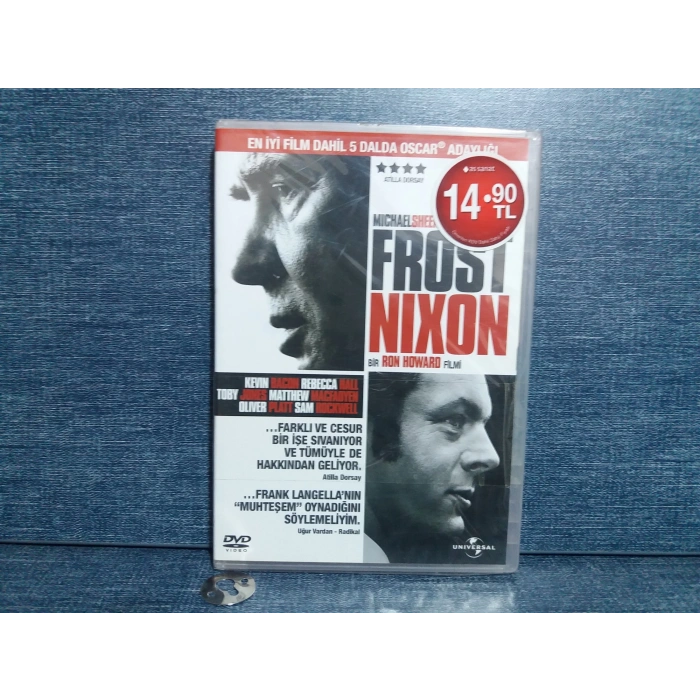 EN İYİ FİLM DAHİL 5 DALDA OSCAR® ADAYLIĞI
ATİLLA DORSAY
as sanat
14.90
TL
MICHAEL SHEEN
FROST
NIXON
BİR RON HOWARD FİLMİ
KEVIN BACON REBECCA HALL
TOBY JONES MATTHEW MACFADYEN
OLIVER PLATT SAM ROCKWELL
...FARKLI VE CESUR
BİR İŞE SIVANIYOR
VE TÜMÜYLE DE
HAKKINDAN GELİYOR.
Atilla Dorsay
...FRANK LANGELLA'NIN
“MUHTEŞEM” OYNADIĞINI
SÖYLEMELİYİM.
Uğur Vardan - Radikal
DVD
VIDEO
UNIVERSAL